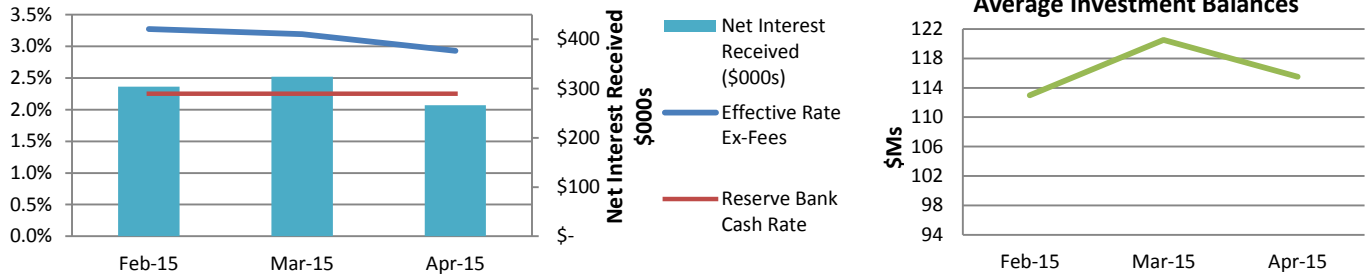 3.5%
3.0%
2.5%
2.0%
1.5%
1.0%
0.5%
0.0%
Feb-15
Mar-15
Apr-15
$400
$300
$200
$100
$-
Net Interest Received
$000s
Net Interest
Received
($000s)
Effective Rate
Ex-Fees
Reserve Bank
Cash Rate
Average Investment Balances
$Ms
122
118
114
110
106
102
98
94
Feb-15
Mar-15
Apr-15